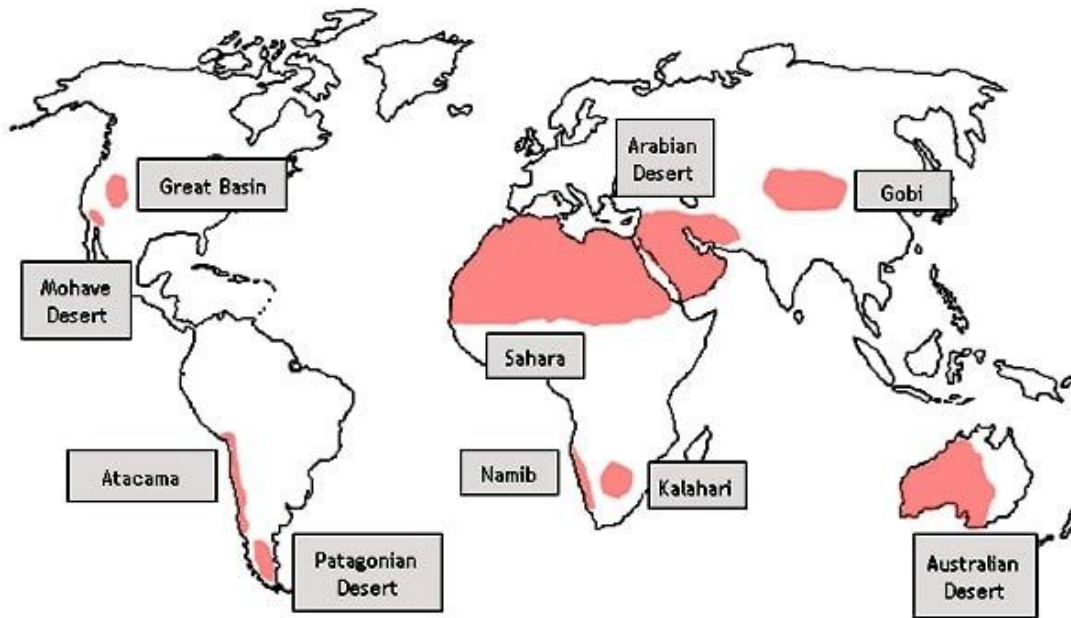 Great Basin
Arabian
Desert
Gobi
Mohave
Desert
Sahara
Atacama
Namib
Kalahari
Patagonian
Desert
Australian
Desert